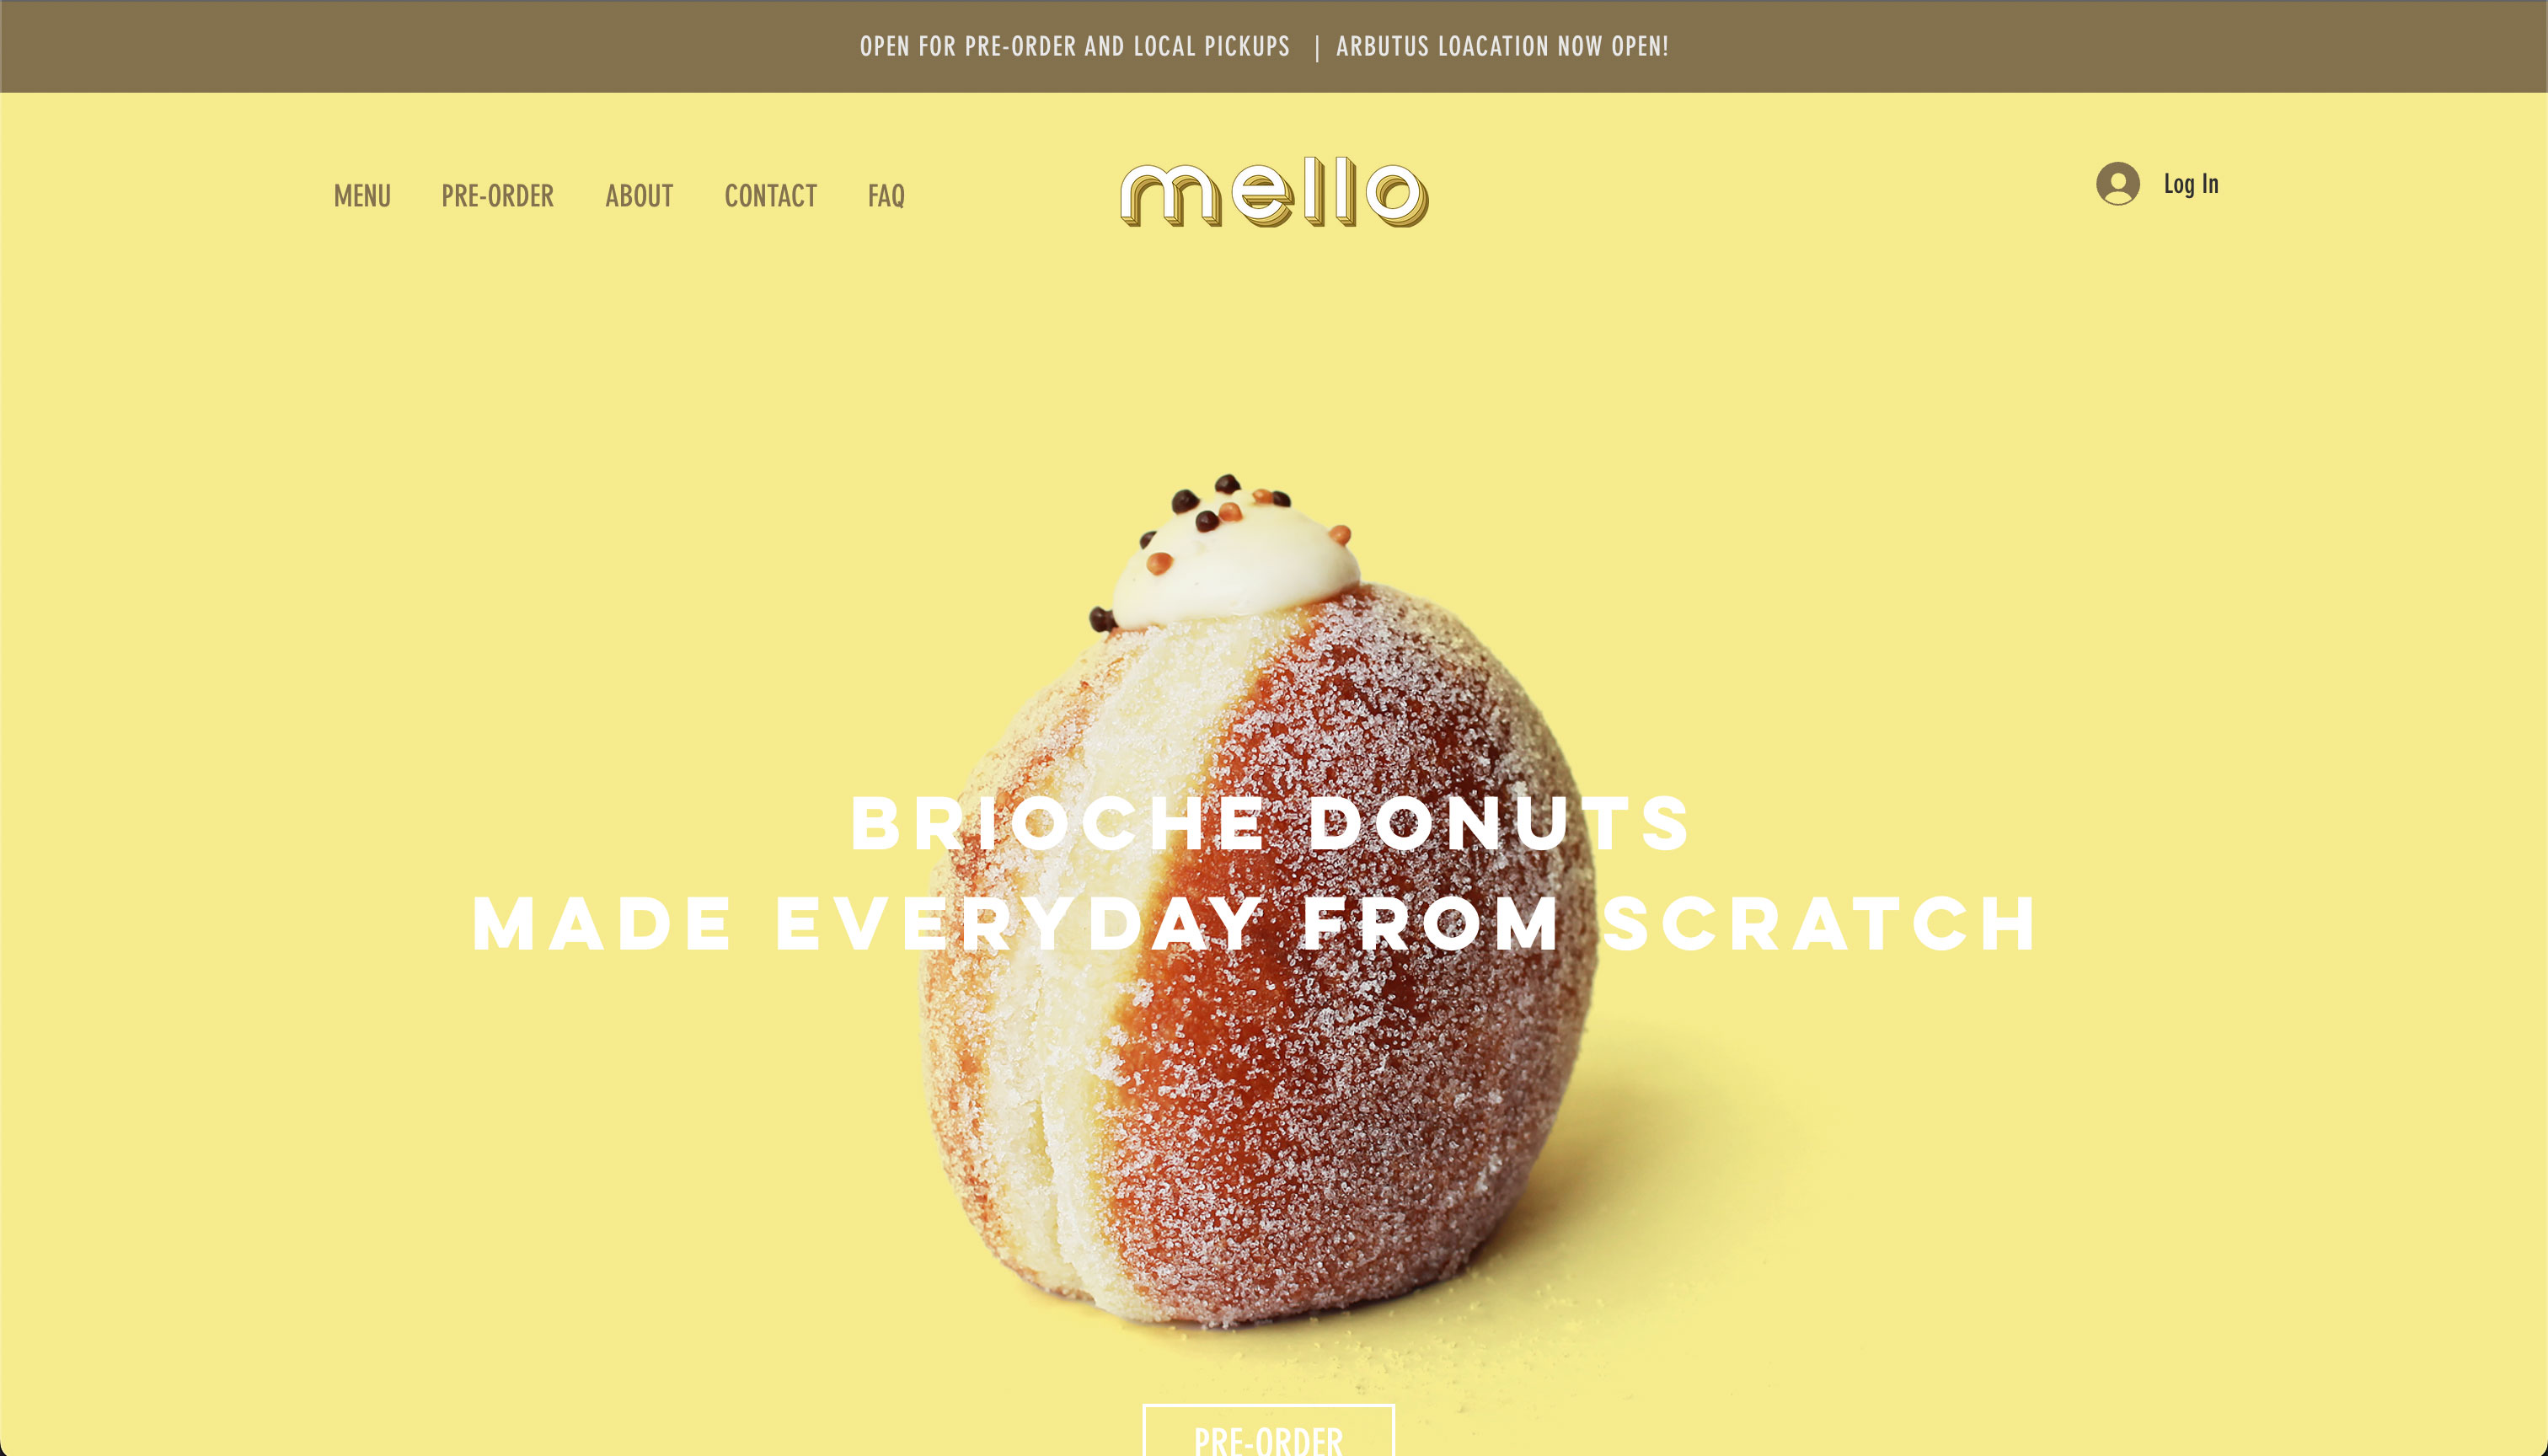 OPEN FOR PRE-ORDER AND LOCAL PICKUPS | ARBUTUS LOACATION NOW OPEN!
MENU PRE-ORDER ABOUT CONTACT FAQ
mello
Log In
BRIOCHE DONUTS
MADE EVERYDAY FROM SCRATCH
PRE-ORDER